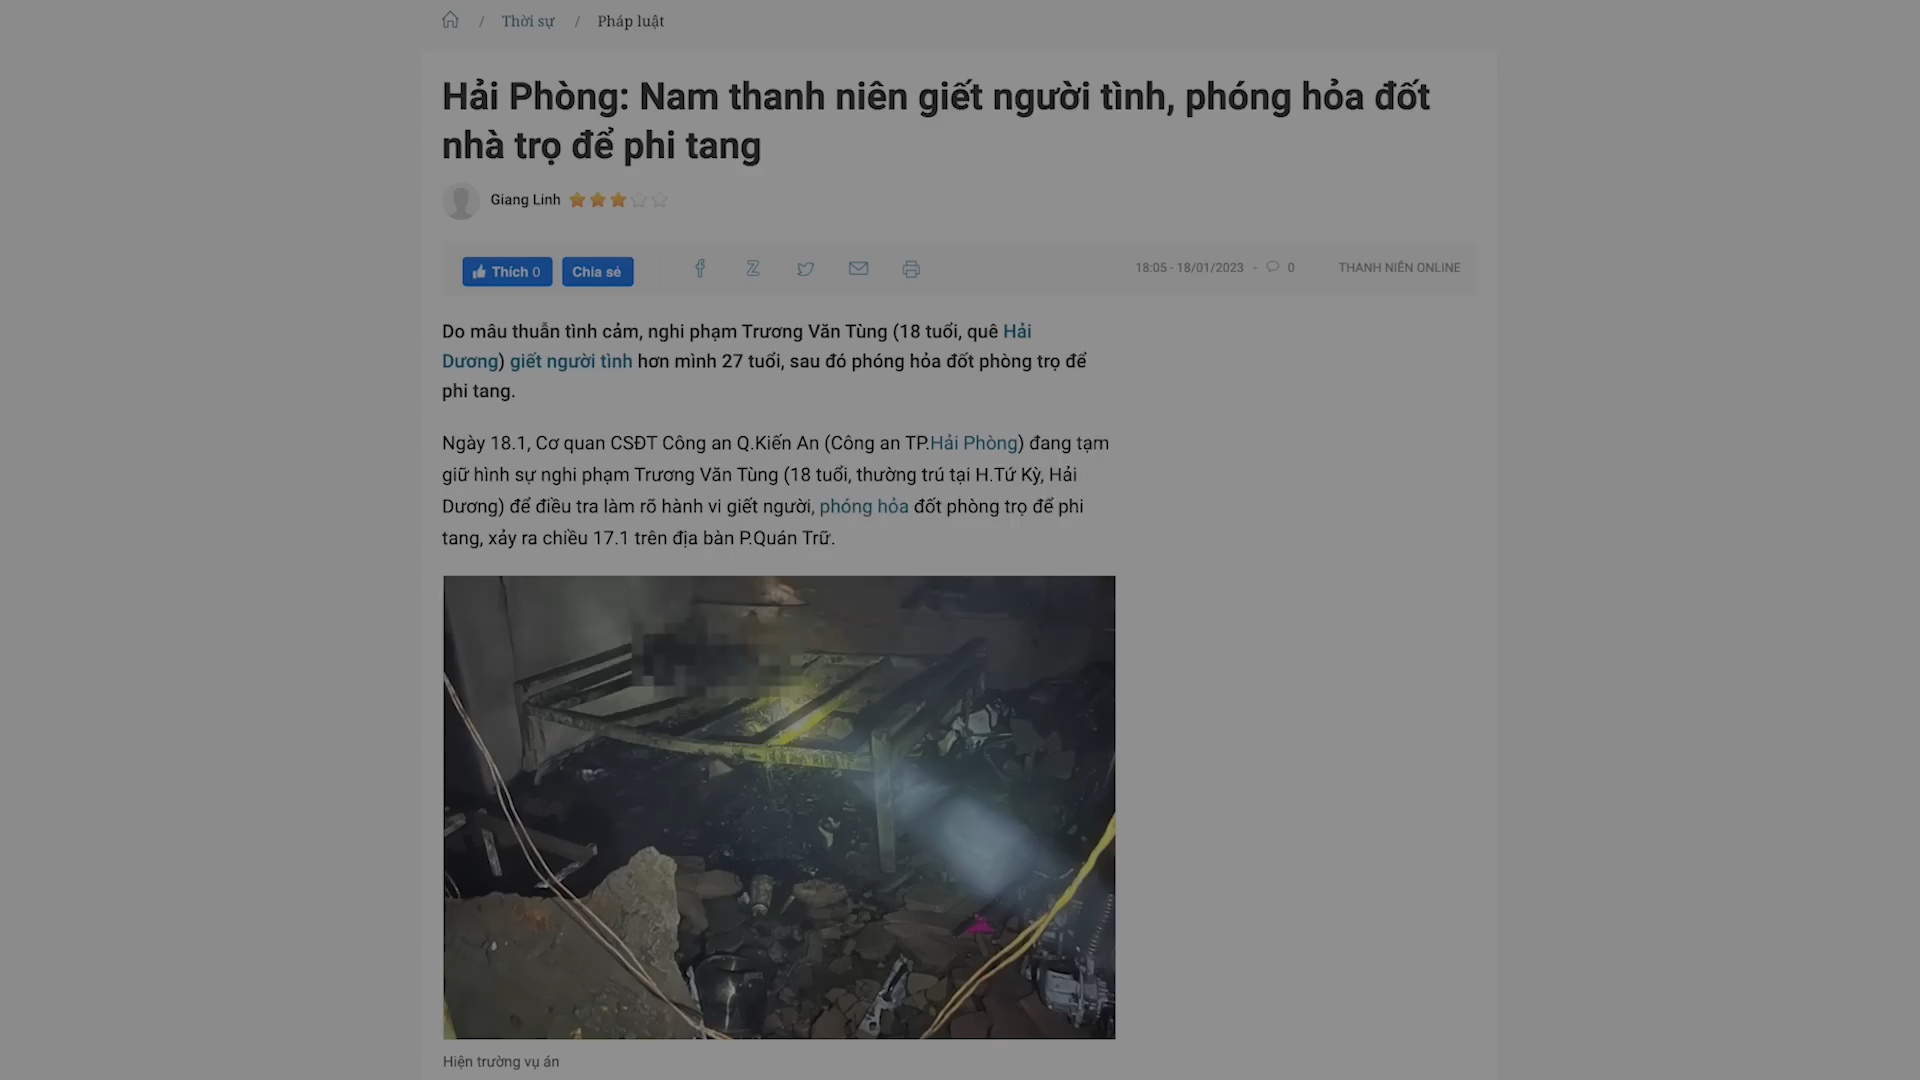 / Thời sự / Pháp luật
Hải Phòng: Nam thanh niên giết người tình, phóng hỏa đốt
nhà trọ để phi tang
Giang Linh
Thích 0 Chia sẻ 18:05 - 18/01/2023 - 0 THANH NIÊN ONLINE
Do mâu thuẫn tình cảm, nghi phạm Trương Văn Tùng (18 tuổi, quê Hải
Dương) giết người tình hơn mình 27 tuổi, sau đó phóng hỏa đốt phòng trọ để
phi tang.
Ngày 18.1, Cơ quan CSĐT Công an Q.Kiến An (Công an TP.Hải Phòng) đang tạm
giữ hình sự nghi phạm Trương Văn Tùng (18 tuổi, thường trú tại H.Tứ Kỳ, Hải
Dương) để điều tra làm rõ hành vi giết người, phóng hỏa đốt phòng trọ để phi
tang, xảy ra chiều 17.1 trên địa bàn P.Quán Trữ.
Hiện trường vụ án